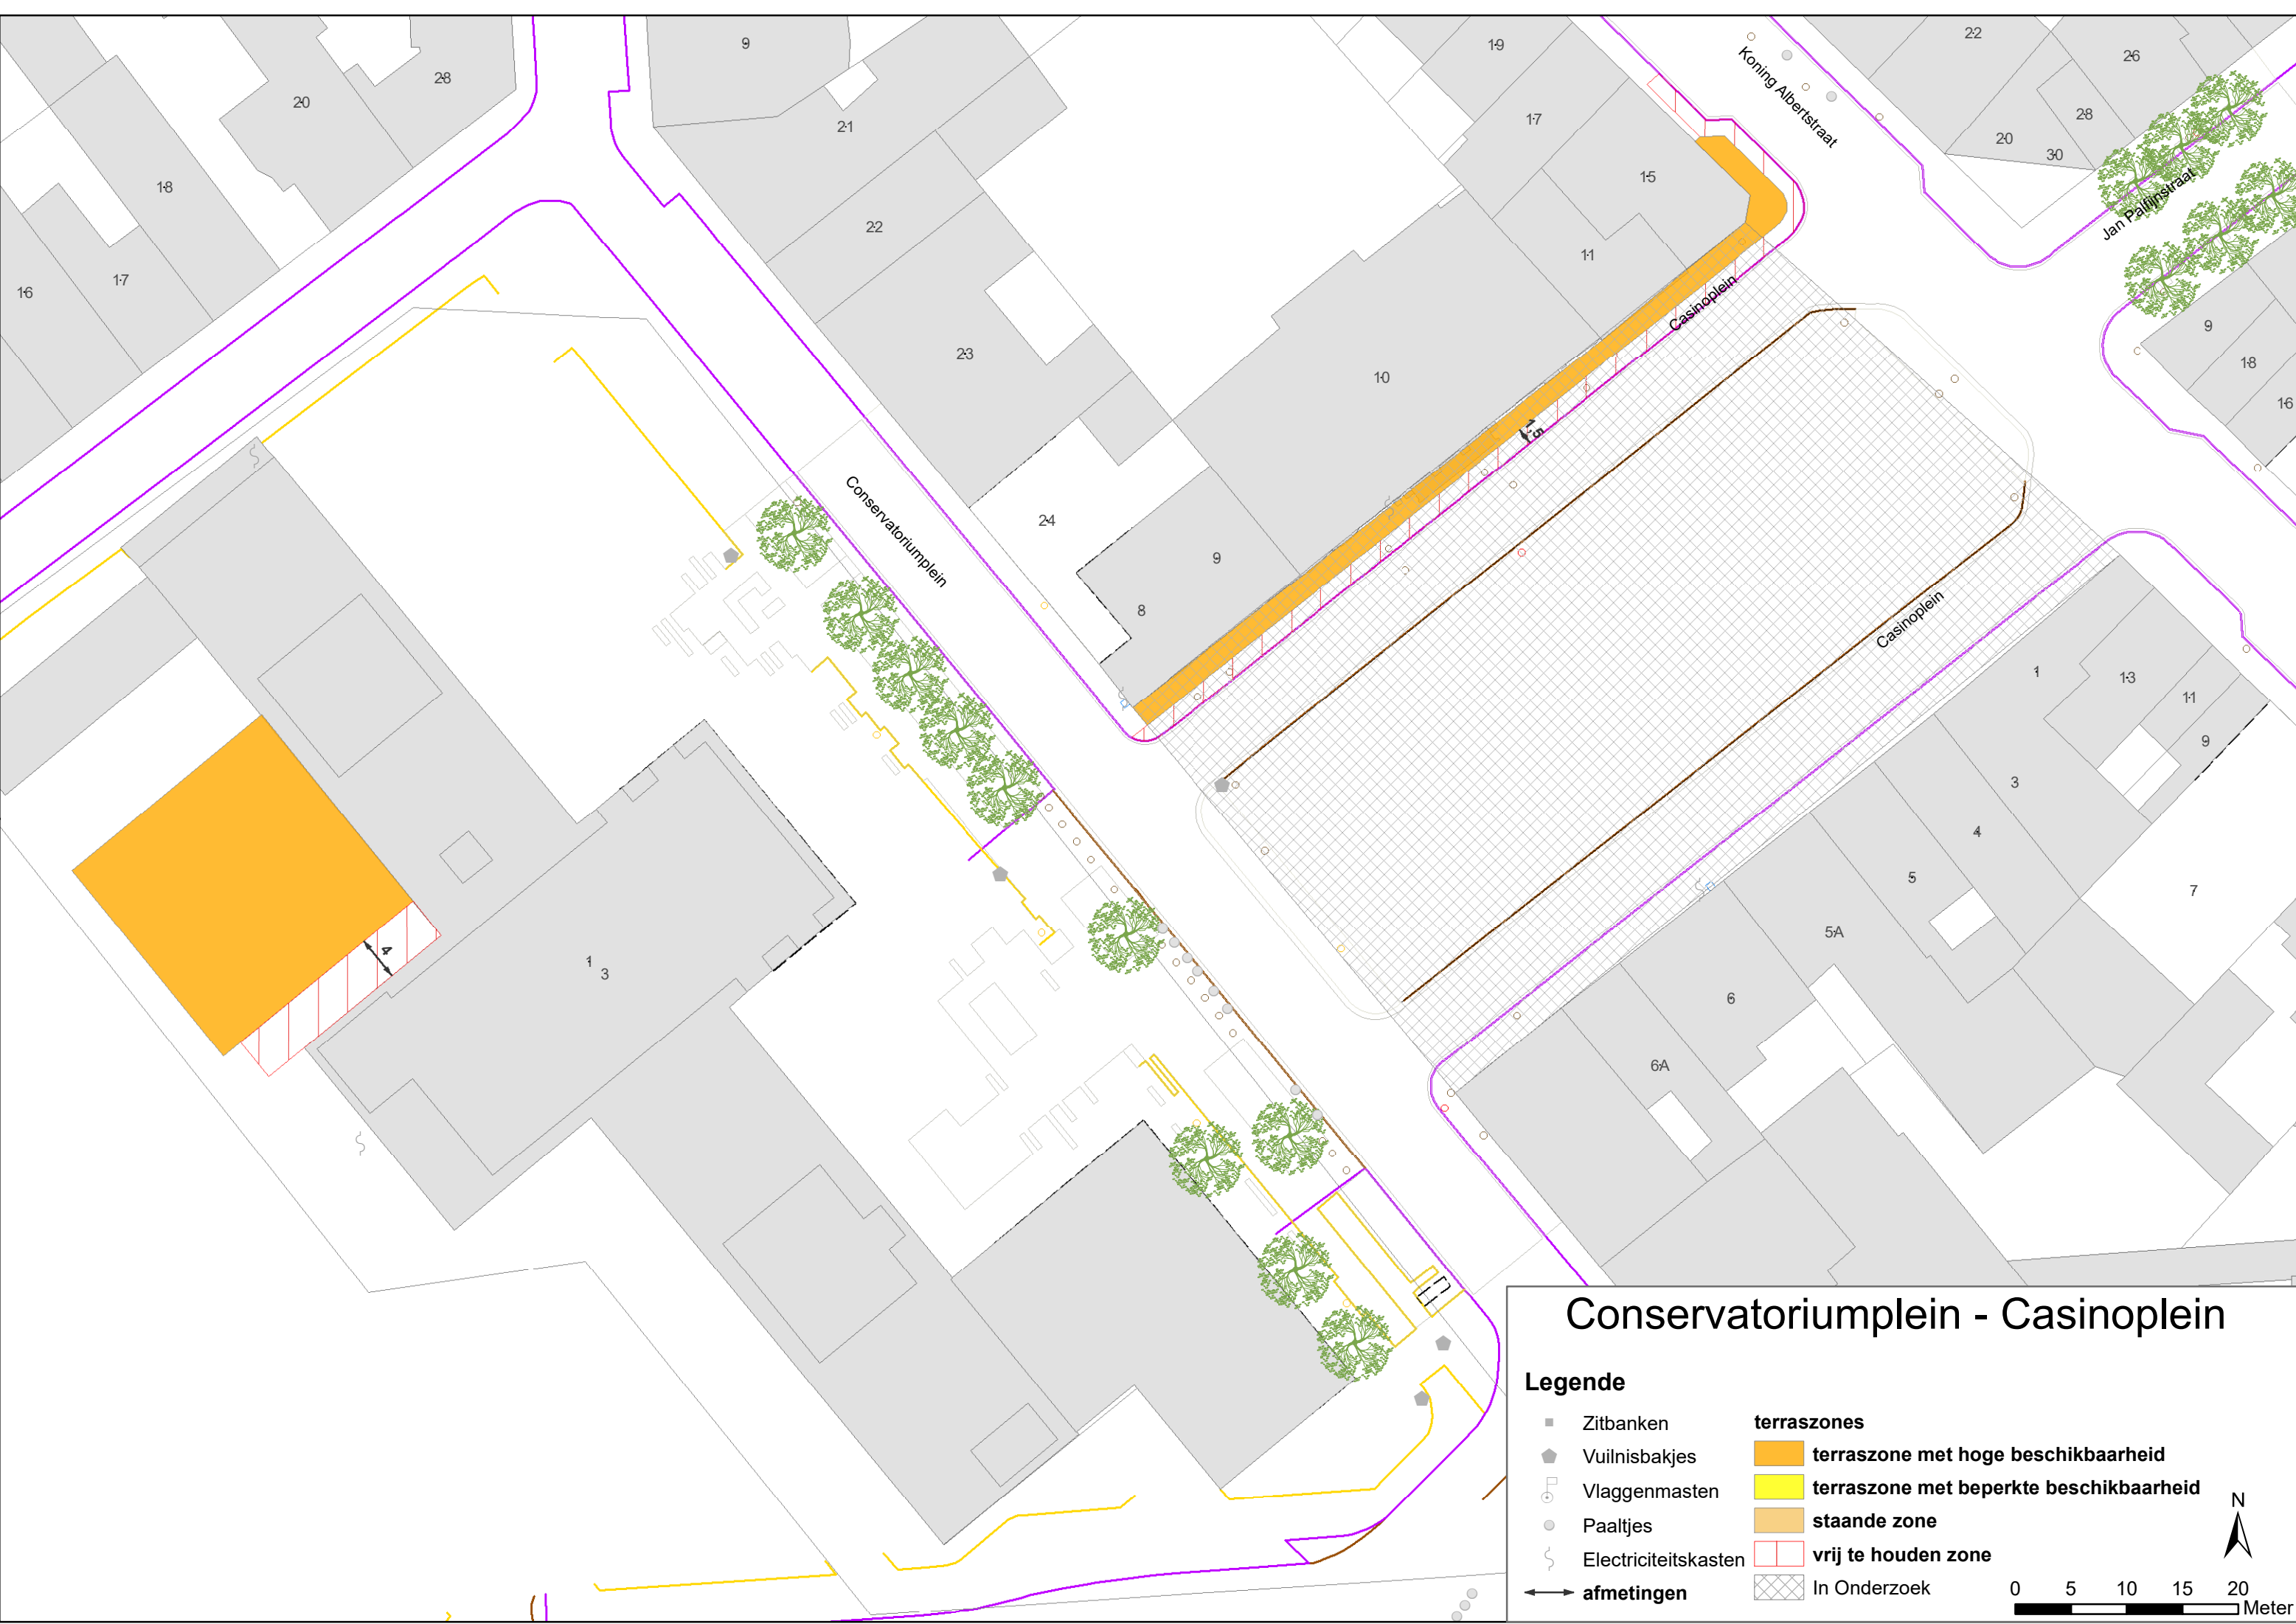 9
19
22
26
28
20
21
17
28
20
30
15
18
22
11
17
16
23
10
9
18
16
24
9
8
1
13
11
9
3
4
5
7
5A
6
6A
1
3
4
1,5
Koning Albertstraat
Jan Palfijnstraat
Casinoplein
Conservatoriumplein
Casinoplein
Conservatoriumplein - Casinoplein
Legende
Zitbanken
Vuilnisbakjes
Vlaggenmasten
Paaltjes
Electriciteitskasten
afmetingen
terraszones
terraszone met hoge beschikbaarheid
terraszone met beperkte beschikbaarheid
staande zone
vrij te houden zone
In Onderzoek
N
0 5 10 15 20
Meter